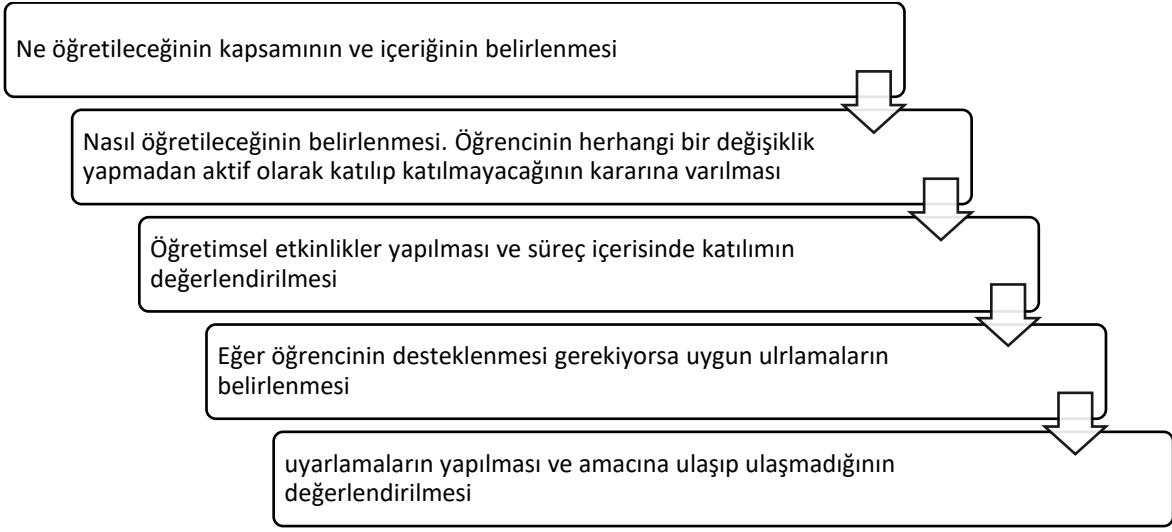 Ne öğretileceğinin kapsamının ve içeriğinin belirlenmesi
Nasıl öğretileceğinin belirlenmesi. Öğrencinin herhangi bir değişiklik
yapmadan aktif olarak katılıp katılmayacağının kararına varılması
Öğretimsel etkinlikler yapılması ve süreç içerisinde katılımın
değerlendirilmesi
Eğer öğrencinin desteklenmesi gerekiyorsa uygun ulrlamaların
belirlenmesi
uyarlamaların yapılması ve amacına ulaşıp ulaşmadığının
değerlendirilmesi